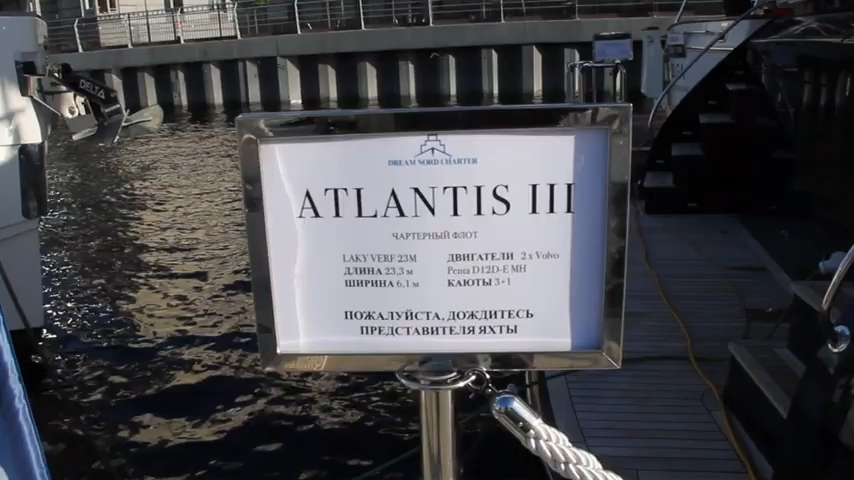 DELTA
DREAM NORD CHARTER
ATLANTIS III
ЧАРТЕРНЫЙ ФЛОТ
LAKY VERF 23M
ДЛИНА 23,3 м
ШИРИНА 6,1 м
ДВИГАТЕЛИ 2 x Volvo
Penta D12D-E MH
КАЮТЫ 3+1
ПОЖАЛУЙСТА, ДОЖДИТЕСЬ
ПРЕДСТАВИТЕЛЯ ЯХТЫ